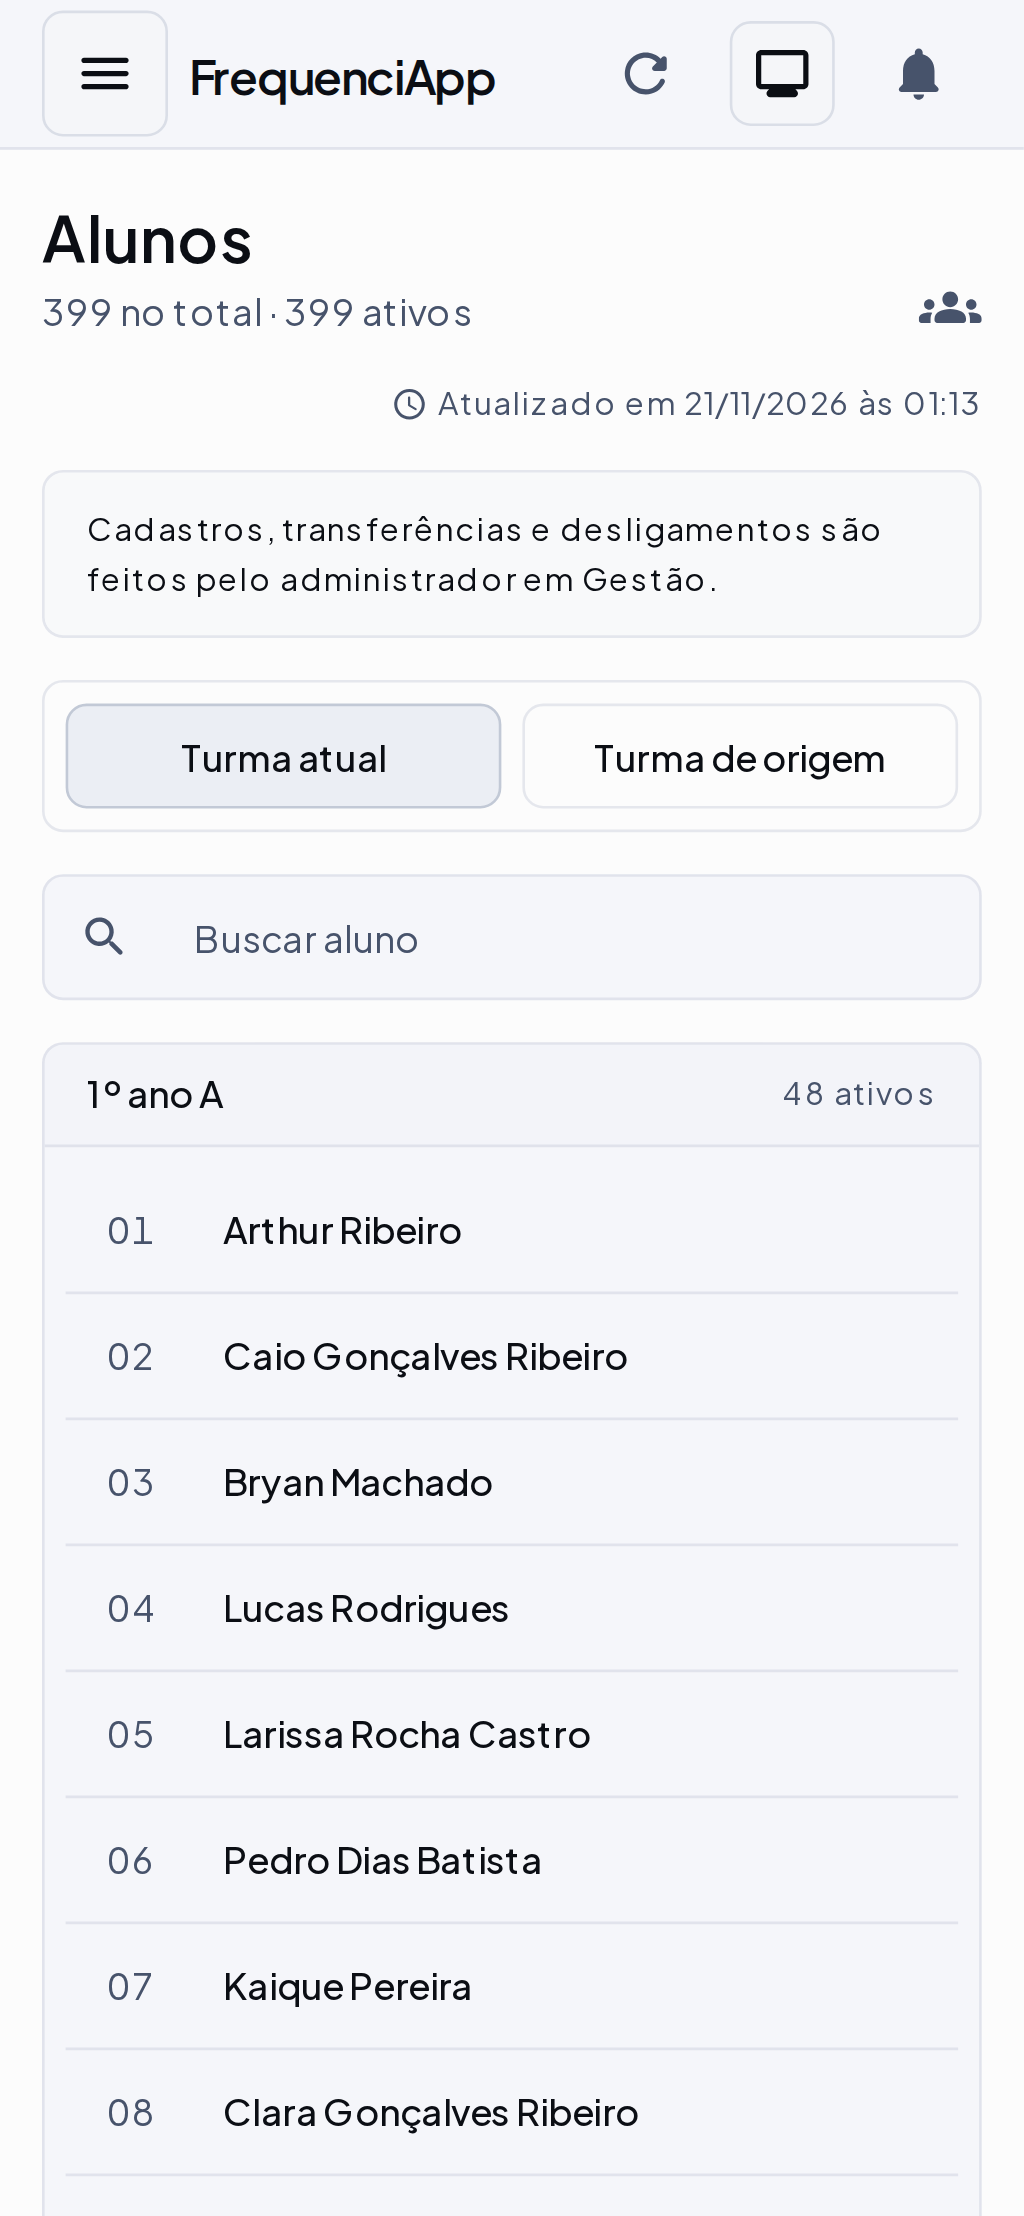 FrequenciApp
Alunos
399 no total · 399 ativos
Atualizado em 21/11/2026 às 01:13
Cadastros, transferências e desligamentos são
feitos pelo administrador em Gestão.
Turma atual
Turma de origem
Buscar aluno
1º ano A
48 ativos
01 Arthur Ribeiro
02 Caio Gonçalves Ribeiro
03 Bryan Machado
04 Lucas Rodrigues
05 Larissa Rocha Castro
06 Pedro Dias Batista
07 Kaique Pereira
08 Clara Gonçalves Ribeiro